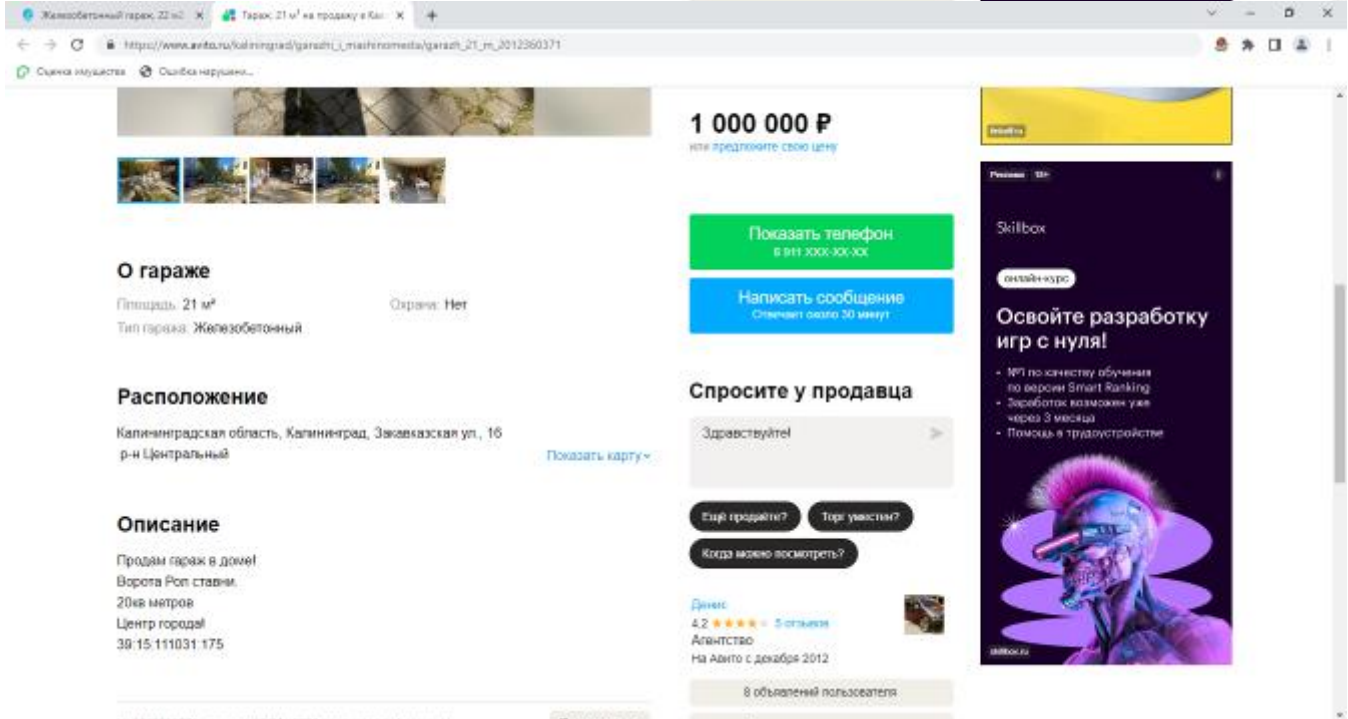 Железобетонный гараж, 22 м2
Гараж, 21 м² на продажу в Кал
https://www.avito.ru/kaliningrad/garazhi_i_mashinomesta/garazh_21_m_2012360371
Оценка имущества
Ошибка нарушени...
1 000 000 ₽
или предложите свою цену
Показать телефон
8 911 XXX-XX-XX
Написать сообщение
Отвечает около 30 минут
О гараже
Площадь: 21 м²
Охрана: Нет
Тип гаража: Железобетонный
Расположение
Калининградская область, Калининград, Закавказская ул., 16
р-н Центральный
Показать карту
Описание
Продам гараж в доме!
Ворота Рол ставни.
20кв метров
Центр города!
39:15:111031:175
Спросите у продавца
Здравствуйте!
Ещё продаёте?
Торг уместен?
Когда можно посмотреть?
Денис
4,2
5 отзывов
Агентство
На Авито с декабря 2012
8 объявлений пользователя
Реклама 18+
Skillbox
онлайн-курс
Освойте разработку
игр с нуля!
• №1 по качеству обучения
по версии Smart Ranking
• Заработок возможен уже
через 3 месяца
• Помощь в трудоустройстве
skillbox.ru